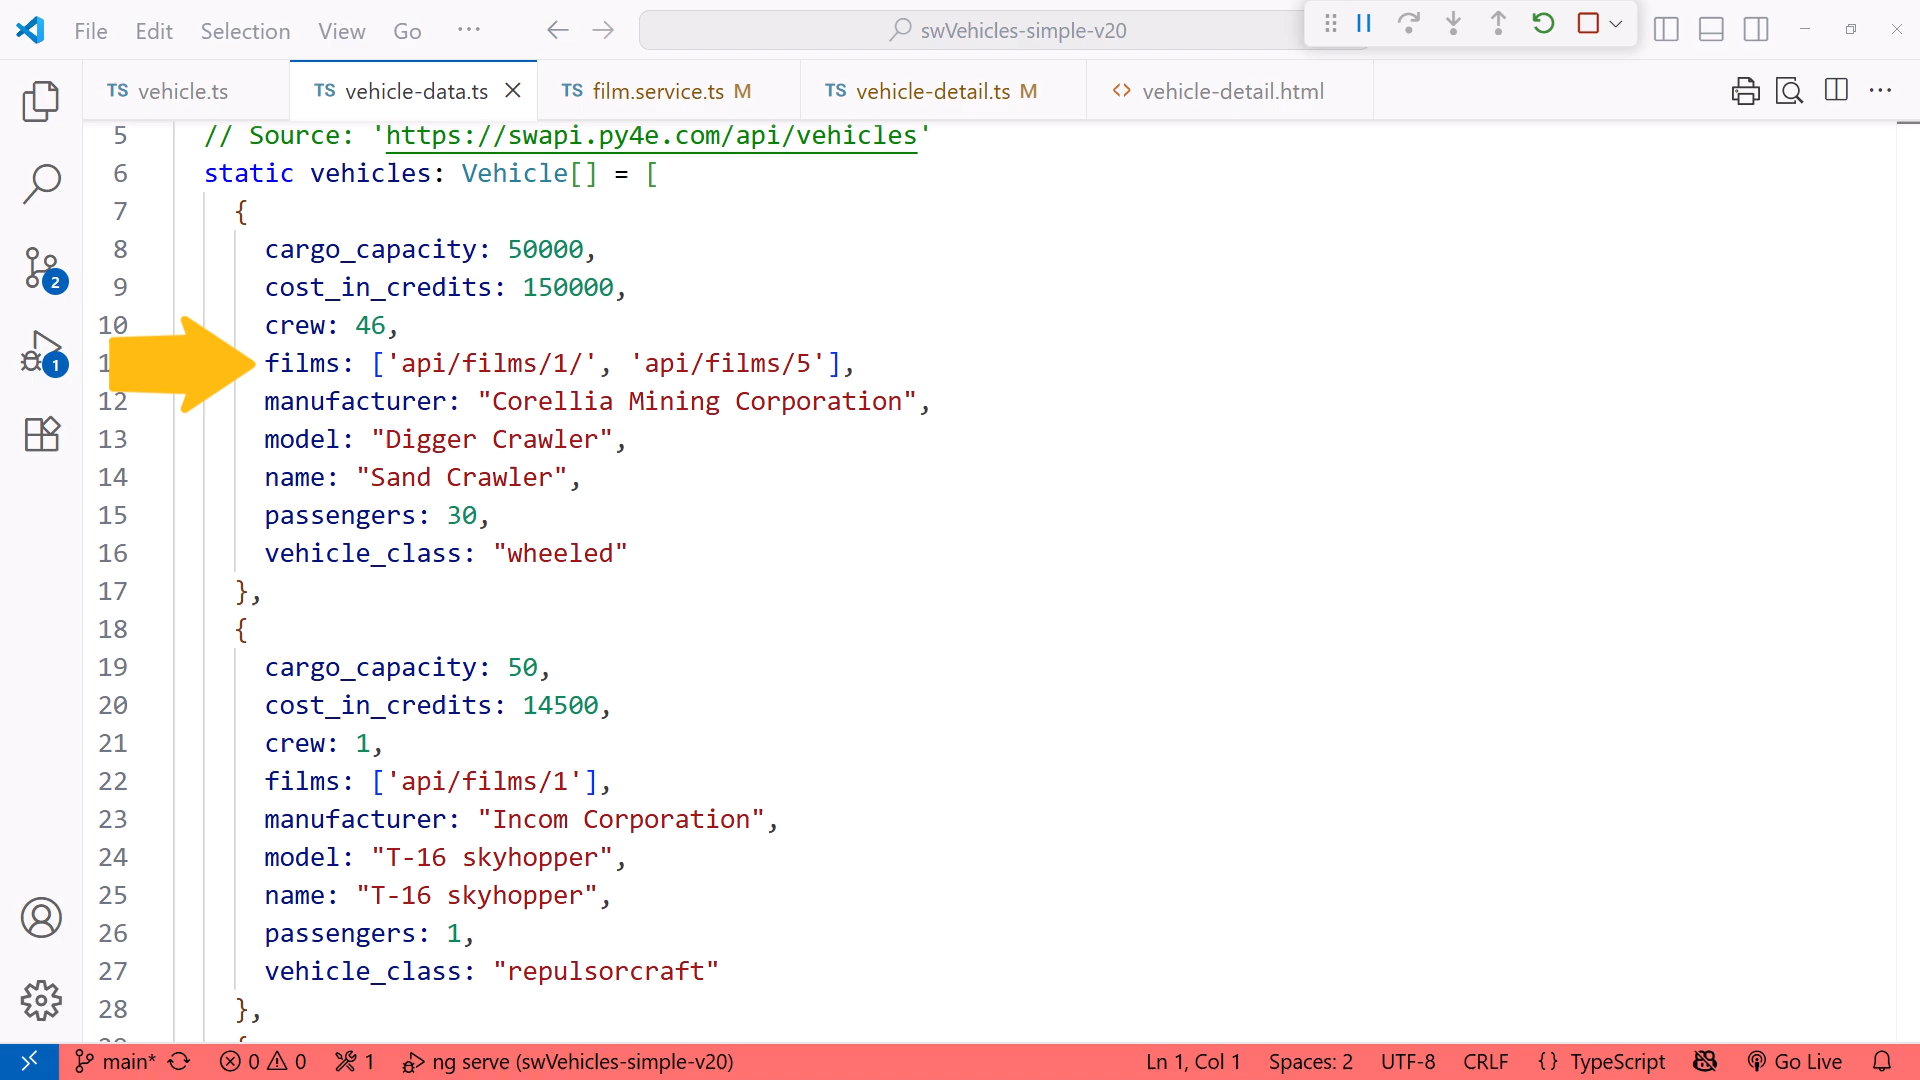 File Edit Selection View Go ··· swVehicles-simple-v20
TS vehicle.ts TS vehicle-data.ts TS film.service.ts M TS vehicle-detail.ts M <> vehicle-detail.html
5 // Source: 'https://swapi.py4e.com/api/vehicles'
6 static vehicles: Vehicle[] = [
7 {
8 cargo_capacity: 50000,
9 cost_in_credits: 150000,
10 crew: 46,
films: ['api/films/1/', 'api/films/5'],
12 manufacturer: "Corellia Mining Corporation",
13 model: "Digger Crawler",
14 name: "Sand Crawler",
15 passengers: 30,
16 vehicle_class: "wheeled"
17 },
18 {
19 cargo_capacity: 50,
20 cost_in_credits: 14500,
21 crew: 1,
22 films: ['api/films/1'],
23 manufacturer: "Incom Corporation",
24 model: "T-16 skyhopper",
25 name: "T-16 skyhopper",
26 passengers: 1,
27 vehicle_class: "repulsorcraft"
28 },
2
1
main* 0 0 1 ng serve (swVehicles-simple-v20) Ln 1, Col 1 Spaces: 2 UTF-8 CRLF {} TypeScript Go Live